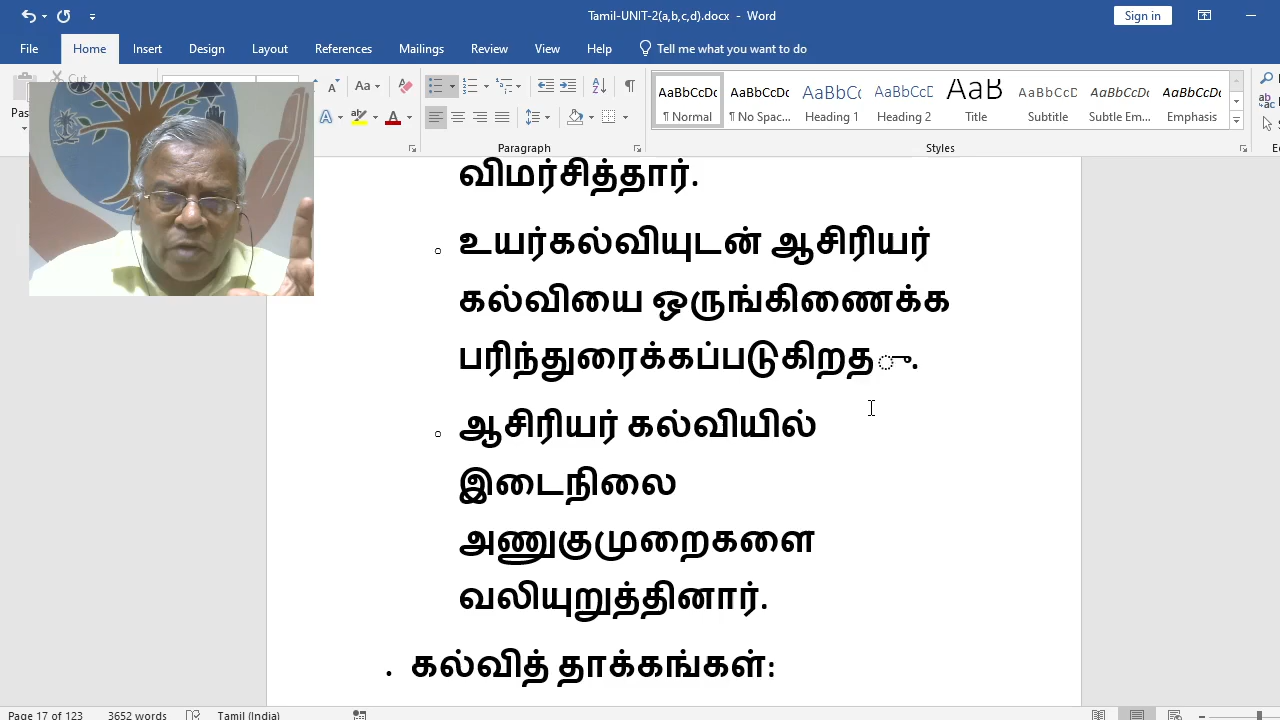 Tamil-UNIT-2(a,b,c,d).docx - Word
Sign in
File Home Insert Design Layout References Mailings Review View Help Tell me what you want to do
Cut
Aa
AaBbCcDc AaBbCcDc AaBbCc AaBbCcD AaB AaBbCcD AaBbCcDc AaBbCcDc
¶ Normal ¶ No Spac... Heading 1 Heading 2 Title Subtitle Subtle Em... Emphasis
Paragraph Styles
விமர்சித்தார்.
உயர்கல்வியுடன் ஆசிரியர்
கல்வியை ஒருங்கிணைக்க
பரிந்துரைக்கப்படுகிறத ு.
ஆசிரியர் கல்வியில்
இடைநிலை
அணுகுமுறைகளை
வலியுறுத்தினார்.
• கல்வித் தாக்கங்கள்:
Page 17 of 123 3652 words Tamil (India)